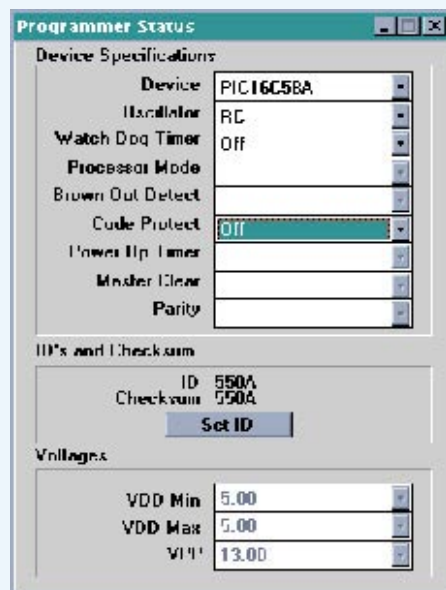 Programmer Status
Device Specifications
Device PIC16C58A
Oscillator RC
Watch Dog Timer Off
Processor Mode
Brown Out Detect
Code Protect Off
Power Up Timer
Master Clear
Parity
ID's and Checksum
ID 550A
Checksum 550A
Set ID
Voltages
VDD Min 5.00
VDD Max 5.00
VPP 13.00